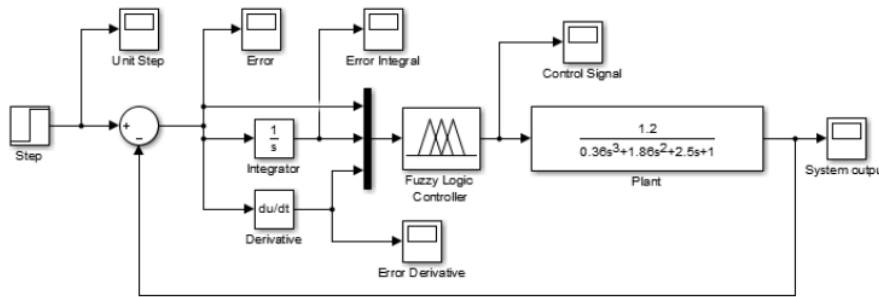 Unit Step
Error
Error Integral
Control Signal
Step
+
−
1
s
Integrator
du/dt
Derivative
Error Derivative
Fuzzy Logic
Controller
1.2
0.36s³+1.86s²+2.5s+1
Plant
System outpu